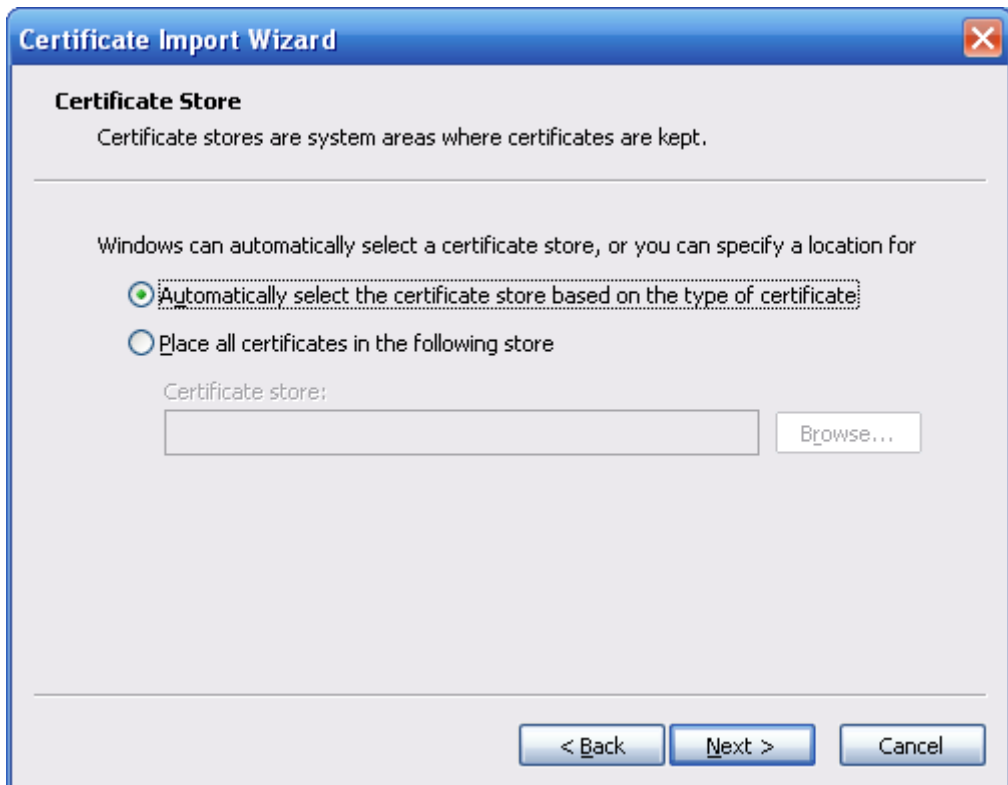 Certificate Import Wizard
Certificate Store
Certificate stores are system areas where certificates are kept.
Windows can automatically select a certificate store, or you can specify a location for
Automatically select the certificate store based on the type of certificate
Place all certificates in the following store
Certificate store:
Browse...
< Back
Next >
Cancel